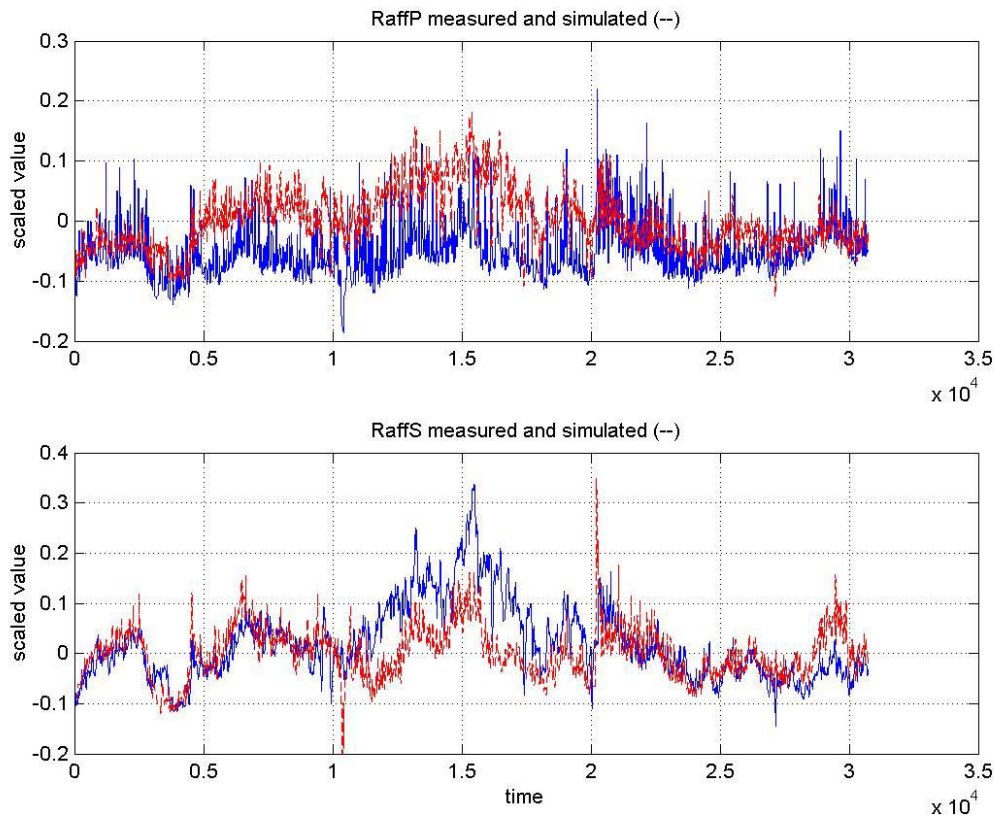 RaffP measured and simulated (--)
0.3
0.2
0.1
0
-0.1
-0.2
scaled value
0 0.5 1 1.5 2 2.5 3 3.5
x 10^4
RaffS measured and simulated (--)
0.4
0.3
0.2
0.1
0
-0.1
-0.2
scaled value
0 0.5 1 1.5 2 2.5 3 3.5
time
x 10^4